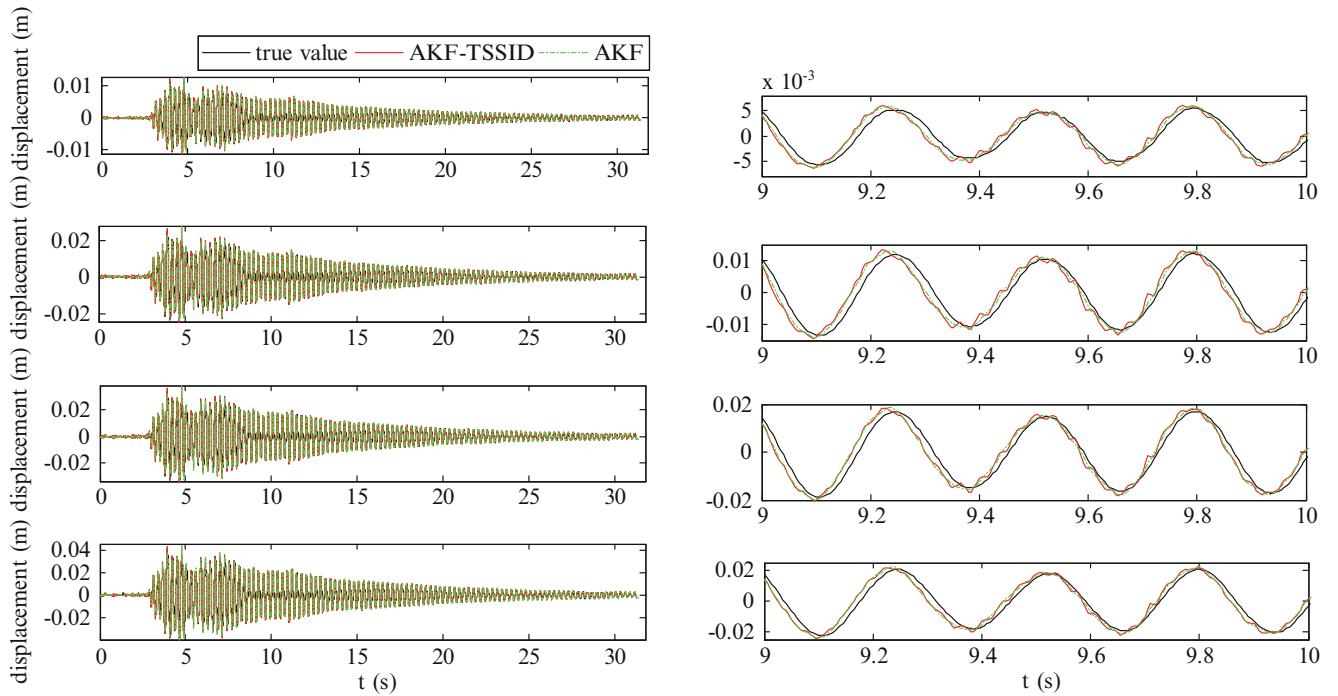 true value AKF-TSSID AKF
displacement (m)
0.01
0
-0.01
0 5 10 15 20 25 30
displacement (m)
0.02
0
-0.02
0 5 10 15 20 25 30
displacement (m)
0.02
0
-0.02
0 5 10 15 20 25 30
displacement (m)
0.04
0.02
0
-0.02
0 5 10 15 20 25 30
t (s)
x 10-3
5
0
-5
9 9.2 9.4 9.6 9.8 10
0.01
0
-0.01
9 9.2 9.4 9.6 9.8 10
0.02
0
-0.02
9 9.2 9.4 9.6 9.8 10
0.02
0
-0.02
9 9.2 9.4 9.6 9.8 10
t (s)